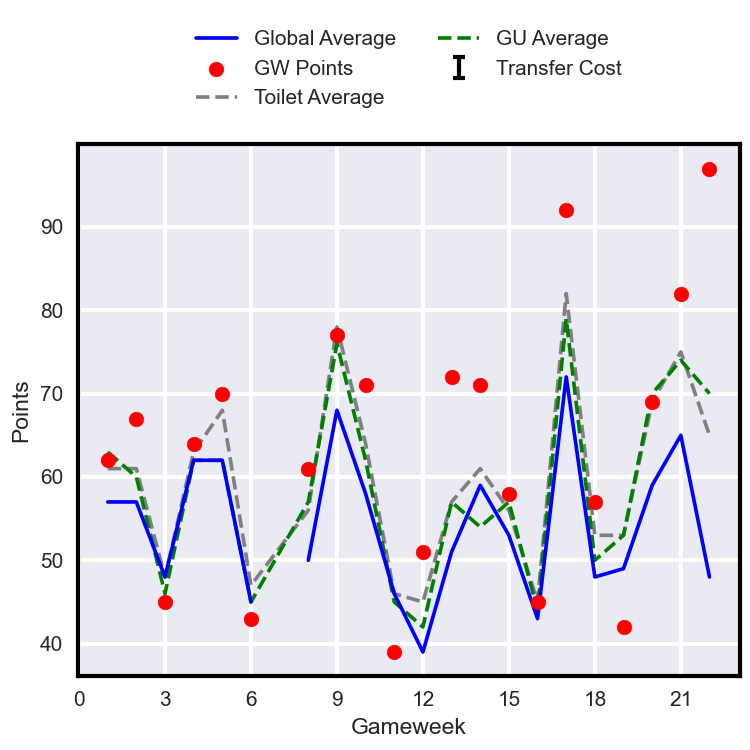 Global Average
GW Points
Toilet Average
GU Average
Transfer Cost
Points
90
80
70
60
50
40
0 3 6 9 12 15 18 21
Gameweek